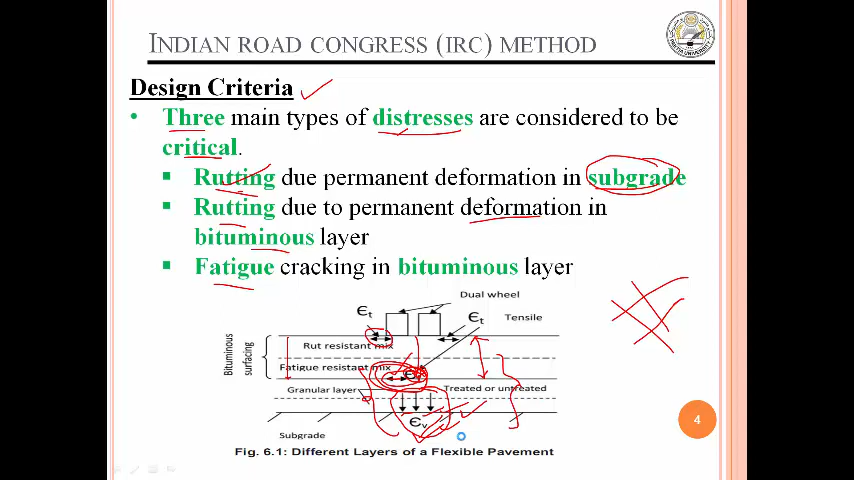 INDIAN ROAD CONGRESS (IRC) METHOD
Design Criteria
• Three main types of distresses are considered to be
critical.
▪ Rutting due permanent deformation in subgrade
▪ Rutting due to permanent deformation in
bituminous layer
▪ Fatigue cracking in bituminous layer
Dual wheel
Єt
Єt
Tensile
Bituminous
surfacing
Rut resistant mix
Fatigue resistant mix
Granular layer
Treated or untreated
Єv
4
Subgrade
Fig. 6.1: Different Layers of a Flexible Pavement